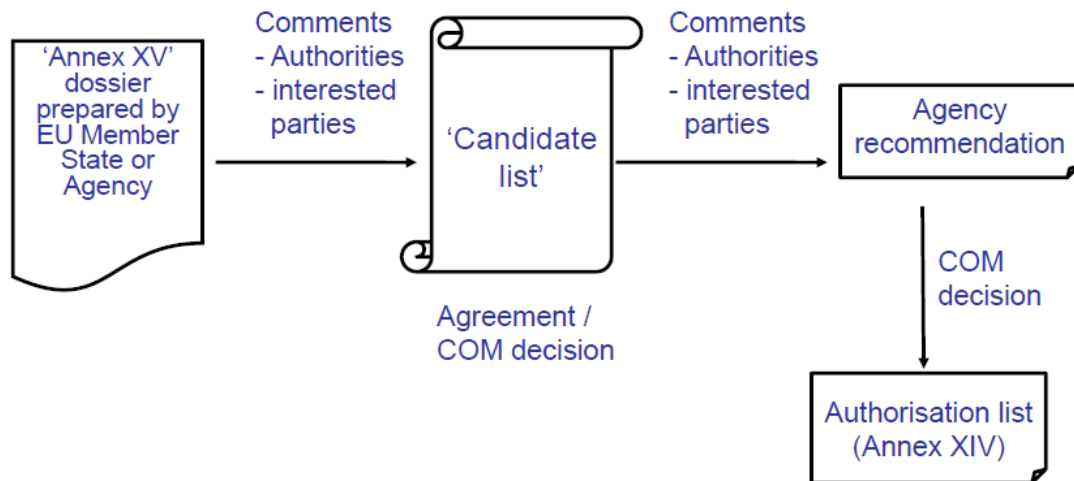 ‘Annex XV’
dossier
prepared by
EU Member
State or
Agency
Comments
- Authorities
- interested
parties
‘Candidate
list’
Agreement /
COM decision
Comments
- Authorities
- interested
parties
Agency
recommendation
COM
decision
Authorisation list
(Annex XIV)